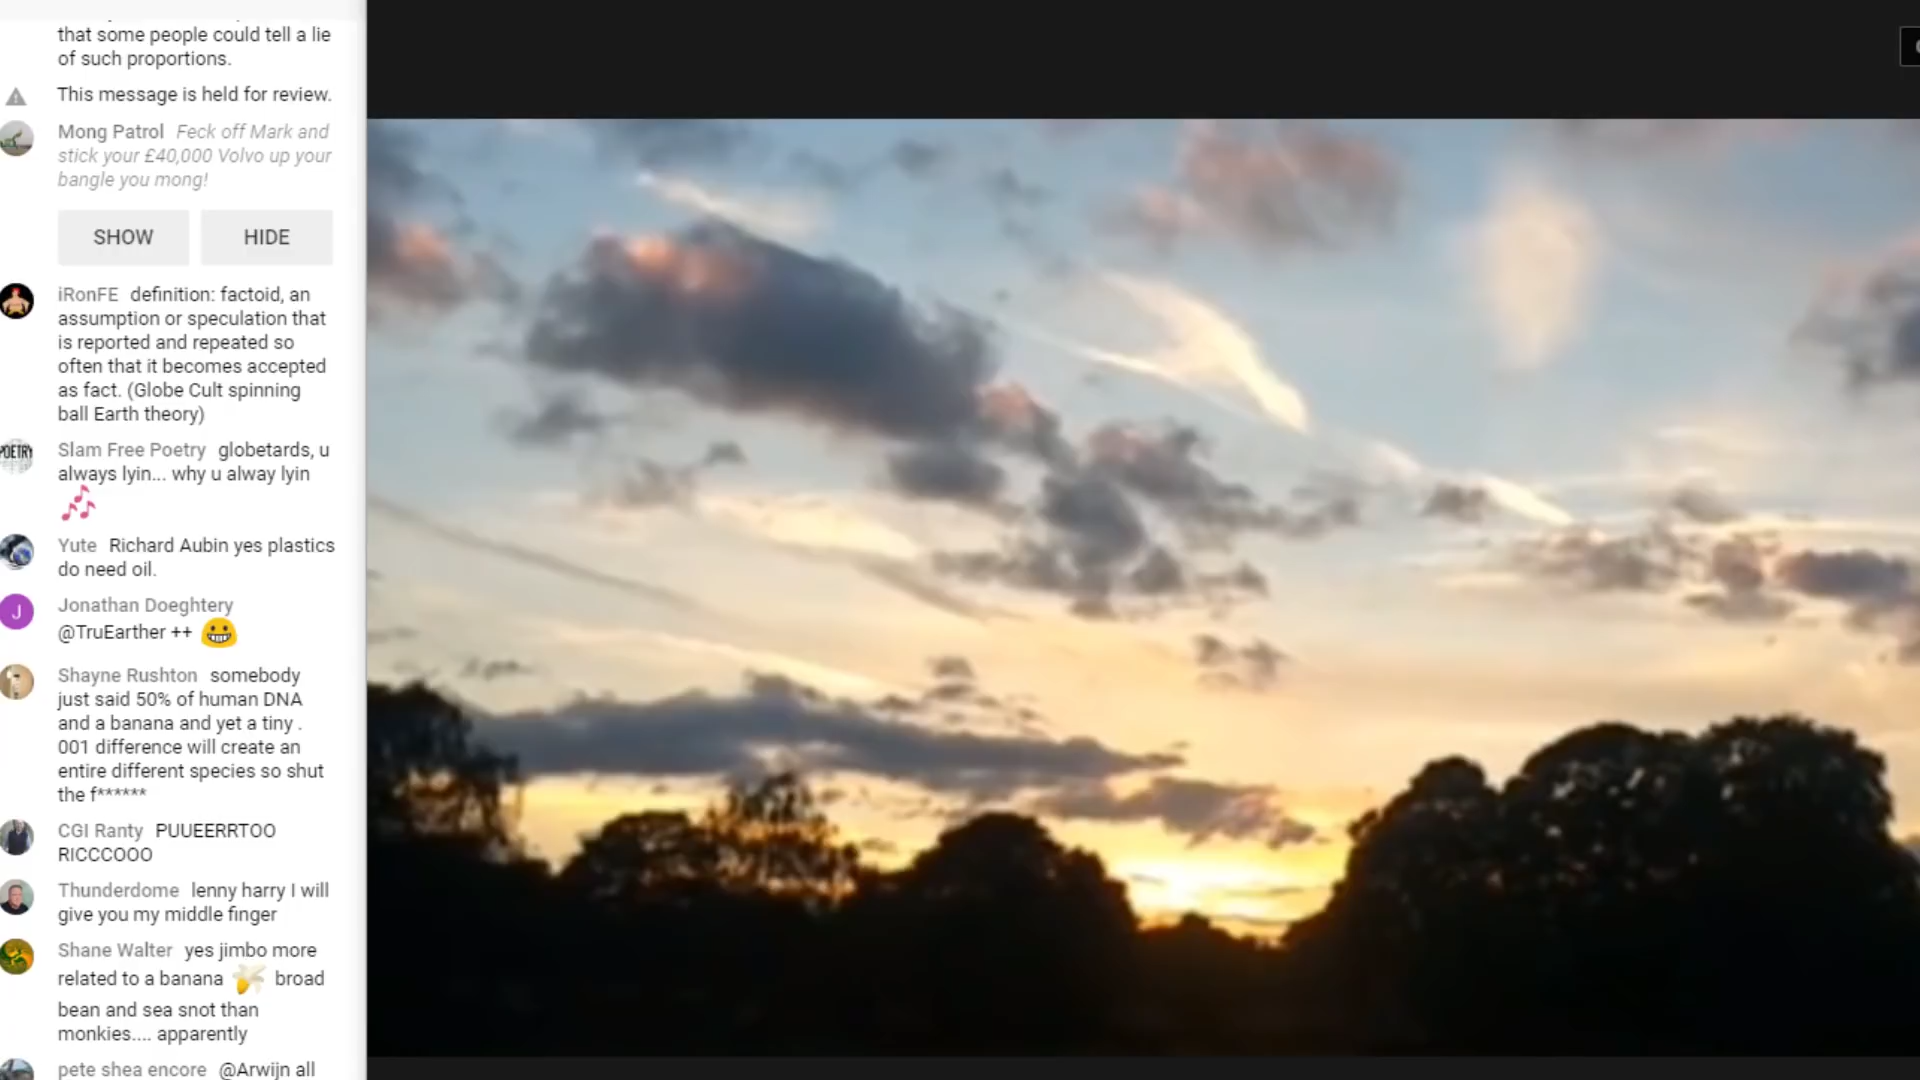 that some people could tell a lie
of such proportions.
This message is held for review.
Mong Patrol Feck off Mark and
stick your £40,000 Volvo up your
bangle you mong!
SHOW HIDE
iRonFE definition: factoid, an
assumption or speculation that
is reported and repeated so
often that it becomes accepted
as fact. (Globe Cult spinning
ball Earth theory)
POETRY
Slam Free Poetry globetards, u
always lyin... why u alway lyin
Yute Richard Aubin yes plastics
do need oil.
J
Jonathan Doeghtery
@TruEarther ++
Shayne Rushton somebody
just said 50% of human DNA
and a banana and yet a tiny .
001 difference will create an
entire different species so shut
the f******
CGI Ranty PUUEERRTOO
RICCCOOO
Thunderdome lenny harry I will
give you my middle finger
Shane Walter yes jimbo more
related to a banana broad
bean and sea snot than
monkies.... apparently
pete shea encore @Arwijn all